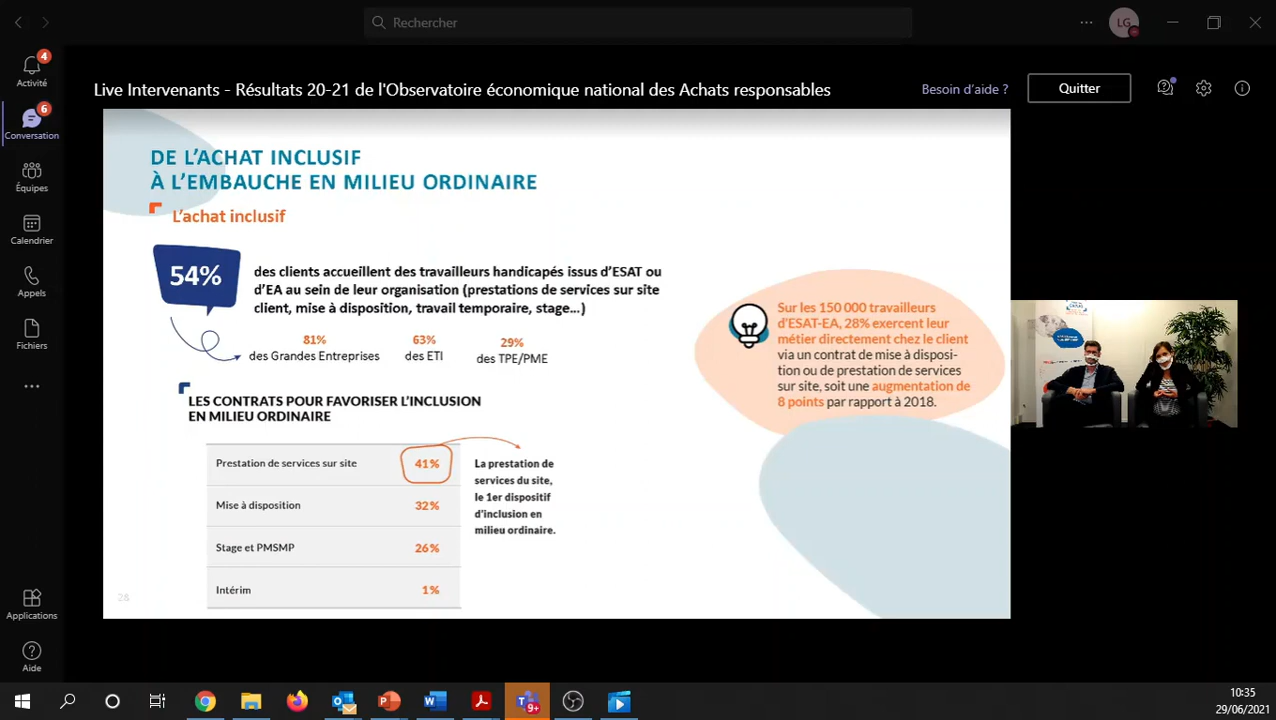 Rechercher
LG
4
Activité
6
Conversation
Équipes
Calendrier
Appels
Fichiers
Applications
Aide
Live Intervenants - Résultats 20-21 de l'Observatoire économique national des Achats responsables
Besoin d'aide ?
Quitter
DE L'ACHAT INCLUSIF
À L'EMBAUCHE EN MILIEU ORDINAIRE
L'achat inclusif
54%
des clients accueillent des travailleurs handicapés issus d'ESAT ou
d'EA au sein de leur organisation (prestations de services sur site
client, mise à disposition, travail temporaire, stage...)
81%
des Grandes Entreprises
63%
des ETI
29%
des TPE/PME
LES CONTRATS POUR FAVORISER L'INCLUSION
EN MILIEU ORDINAIRE
Prestation de services sur site 41%
Mise à disposition 32%
Stage et PMSMP 26%
Intérim 1%
La prestation de
services du site,
le 1er dispositif
d'inclusion en
milieu ordinaire.
Sur les 150 000 travailleurs
d'ESAT-EA, 28% exercent leur
métier directement chez le client
via un contrat de mise à disposi-
tion ou de prestation de services
sur site, soit une augmentation de
8 points par rapport à 2018.
28
9+
10:35
29/06/2021